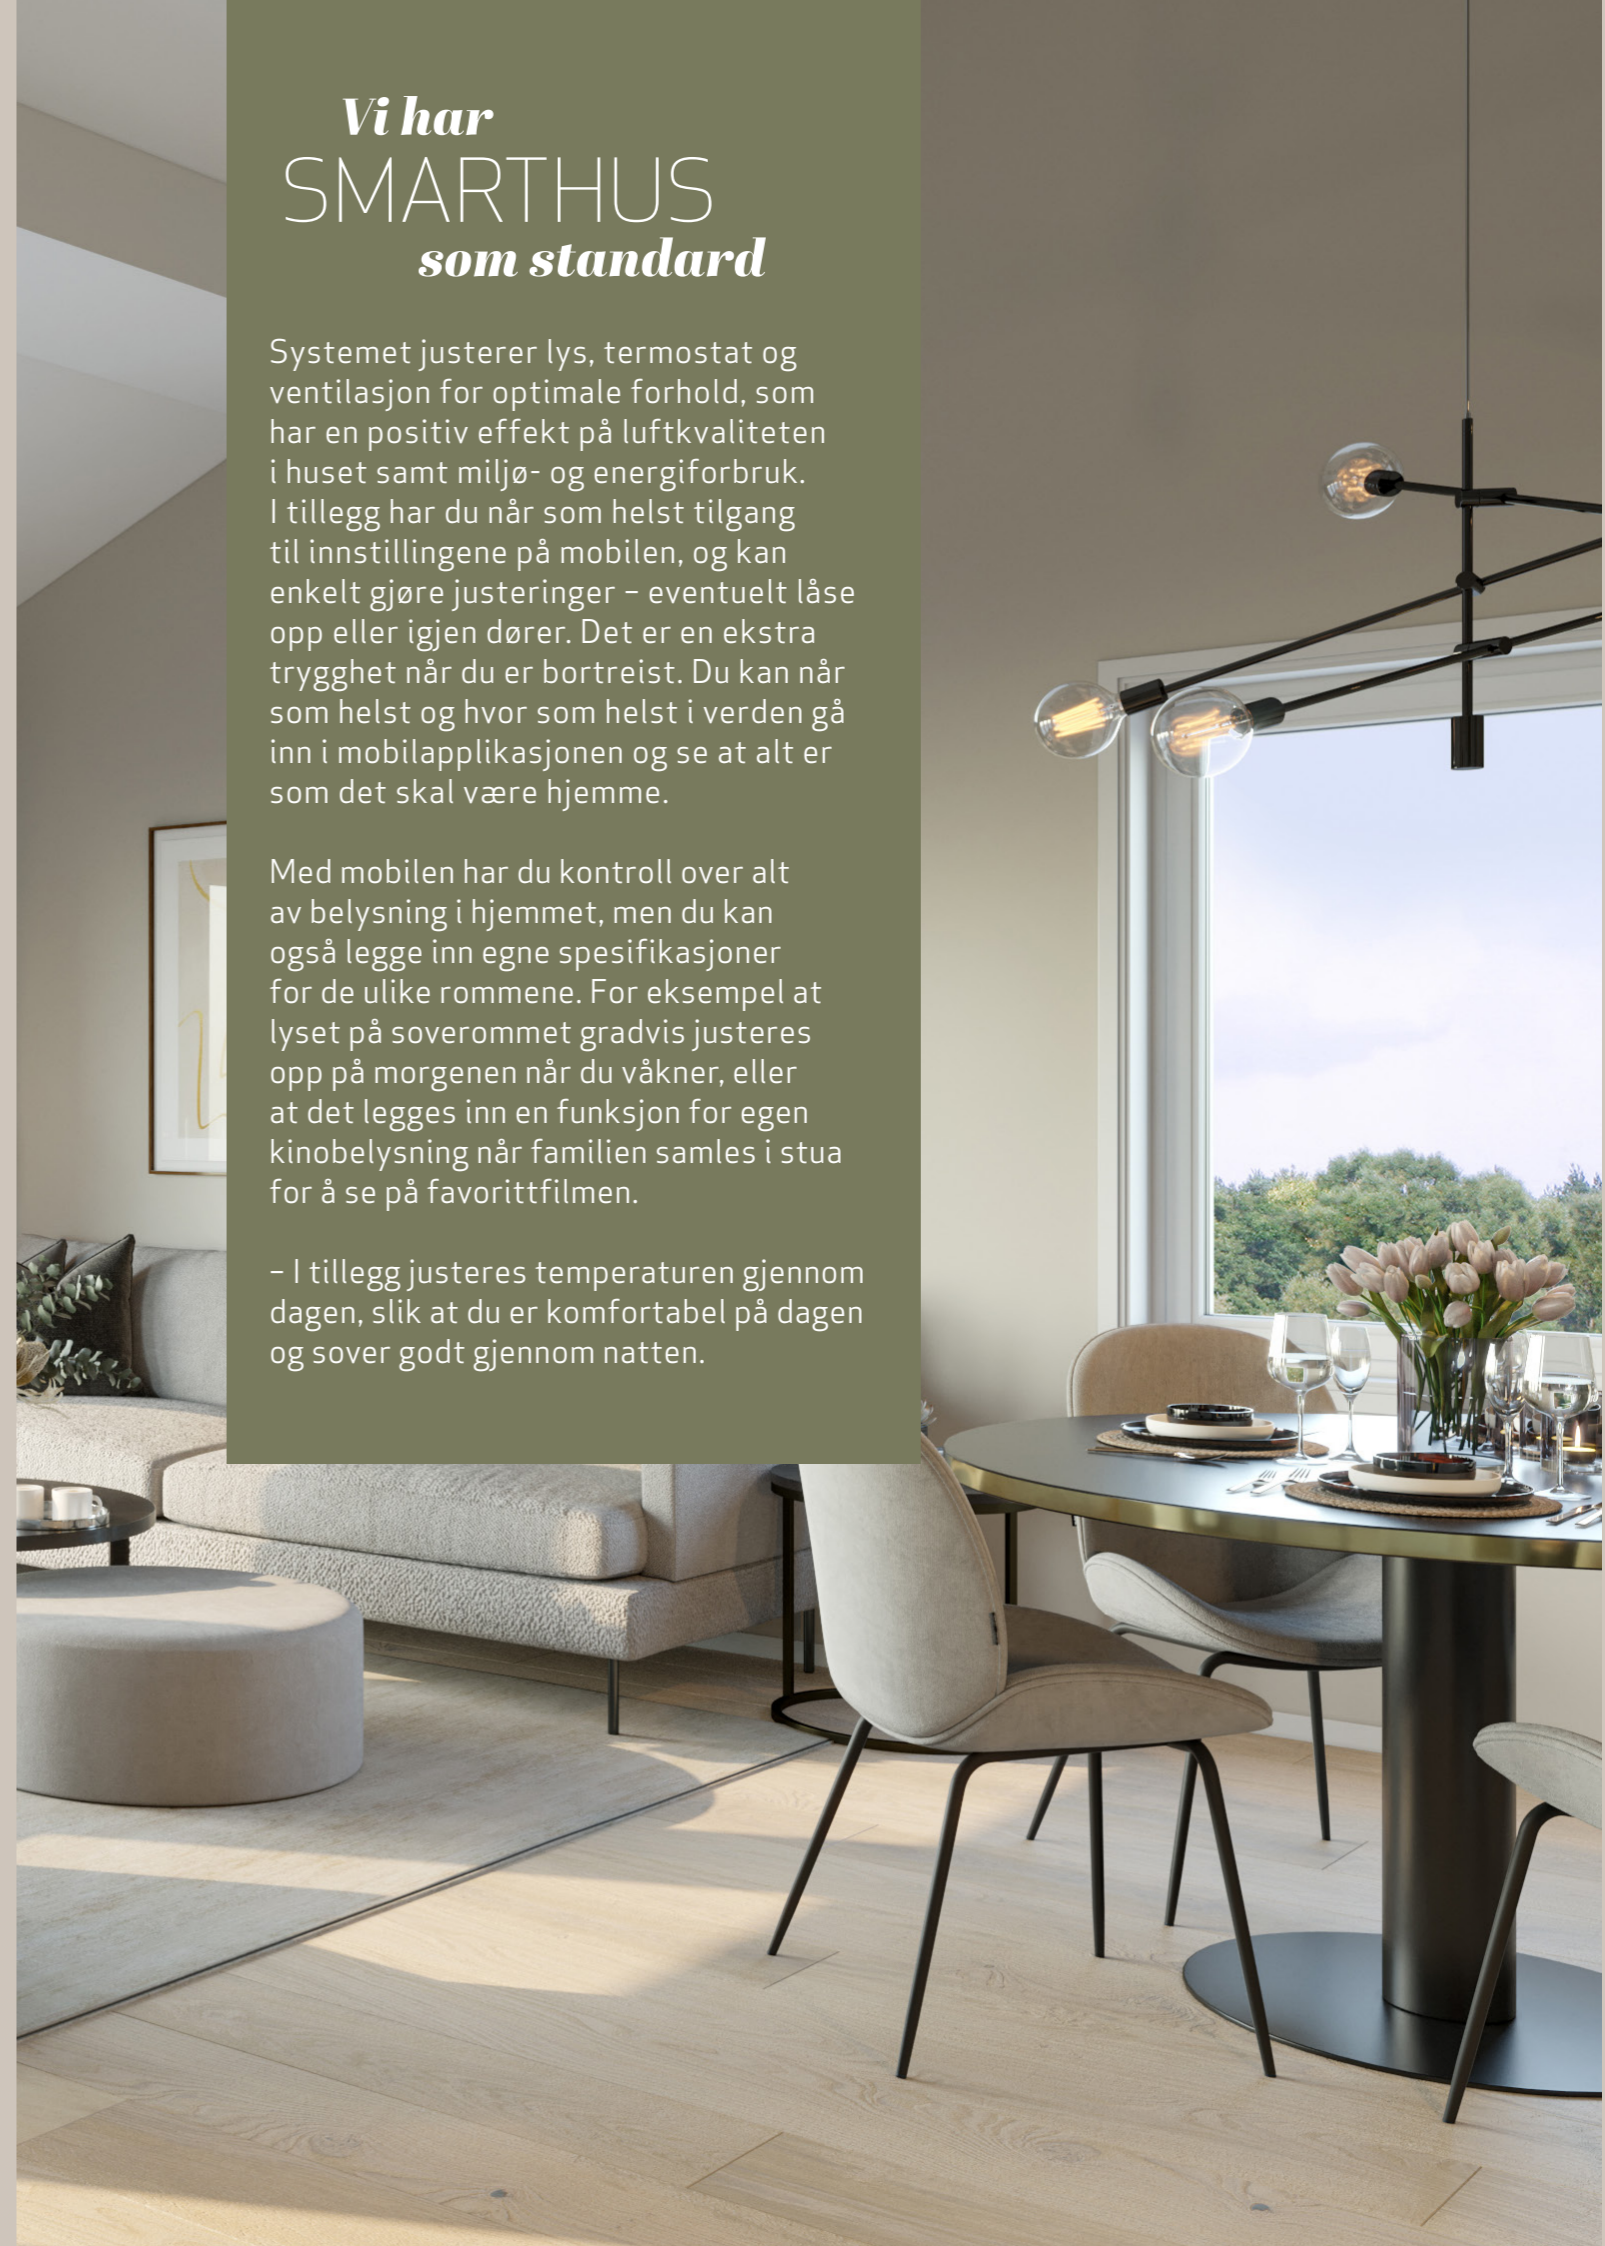 Vi har
SMARTHUS
som standard
Systemet justerer lys, termostat og
ventilasjon for optimale forhold, som
har en positiv effekt på luftkvaliteten
i huset samt miljø- og energiforbruk.
I tillegg har du når som helst tilgang
til innstillingene på mobilen, og kan
enkelt gjøre justeringer – eventuelt låse
opp eller igjen dører. Det er en ekstra
trygghet når du er bortreist. Du kan når
som helst og hvor som helst i verden gå
inn i mobilapplikasjonen og se at alt er
som det skal være hjemme.
Med mobilen har du kontroll over alt
av belysning i hjemmet, men du kan
også legge inn egne spesifikasjoner
for de ulike rommene. For eksempel at
lyset på soverommet gradvis justeres
opp på morgenen når du våkner, eller
at det legges inn en funksjon for egen
kinobelysning når familien samles i stua
for å se på favorittfilmen.
– I tillegg justeres temperaturen gjennom
dagen, slik at du er komfortabel på dagen
og sover godt gjennom natten.